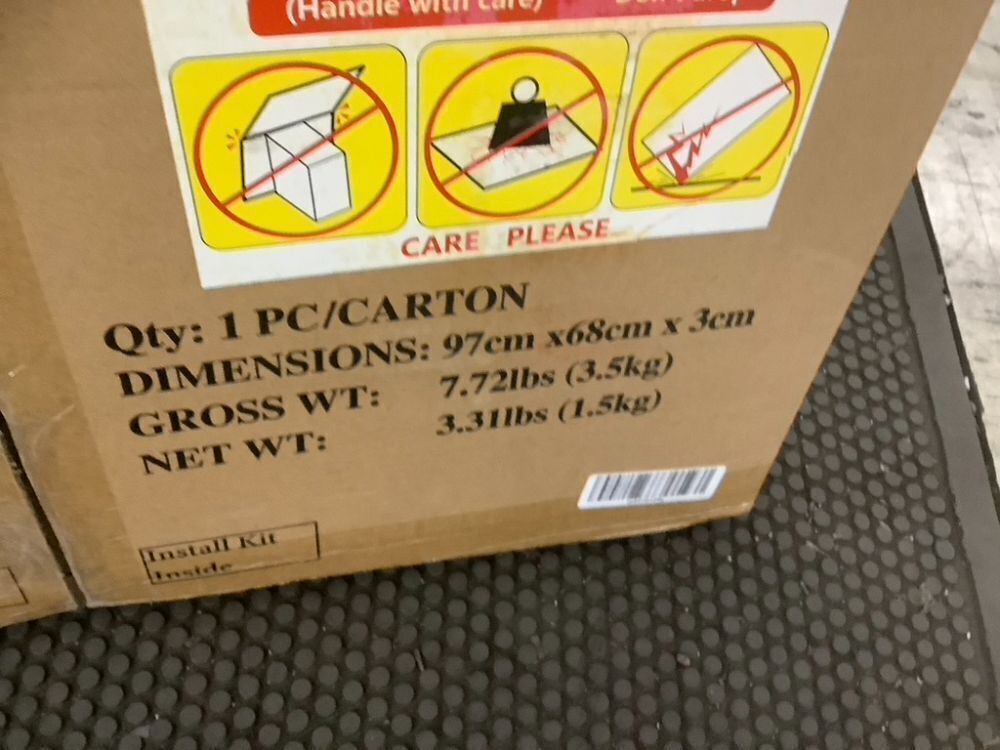 (Handle with care)
CARE PLEASE
Qty: 1 PC/CARTON
DIMENSIONS: 97cm x68cm x 3cm
GROSS WT: 7.72lbs (3.5kg)
NET WT: 3.31lbs (1.5kg)
Install Kit
Inside